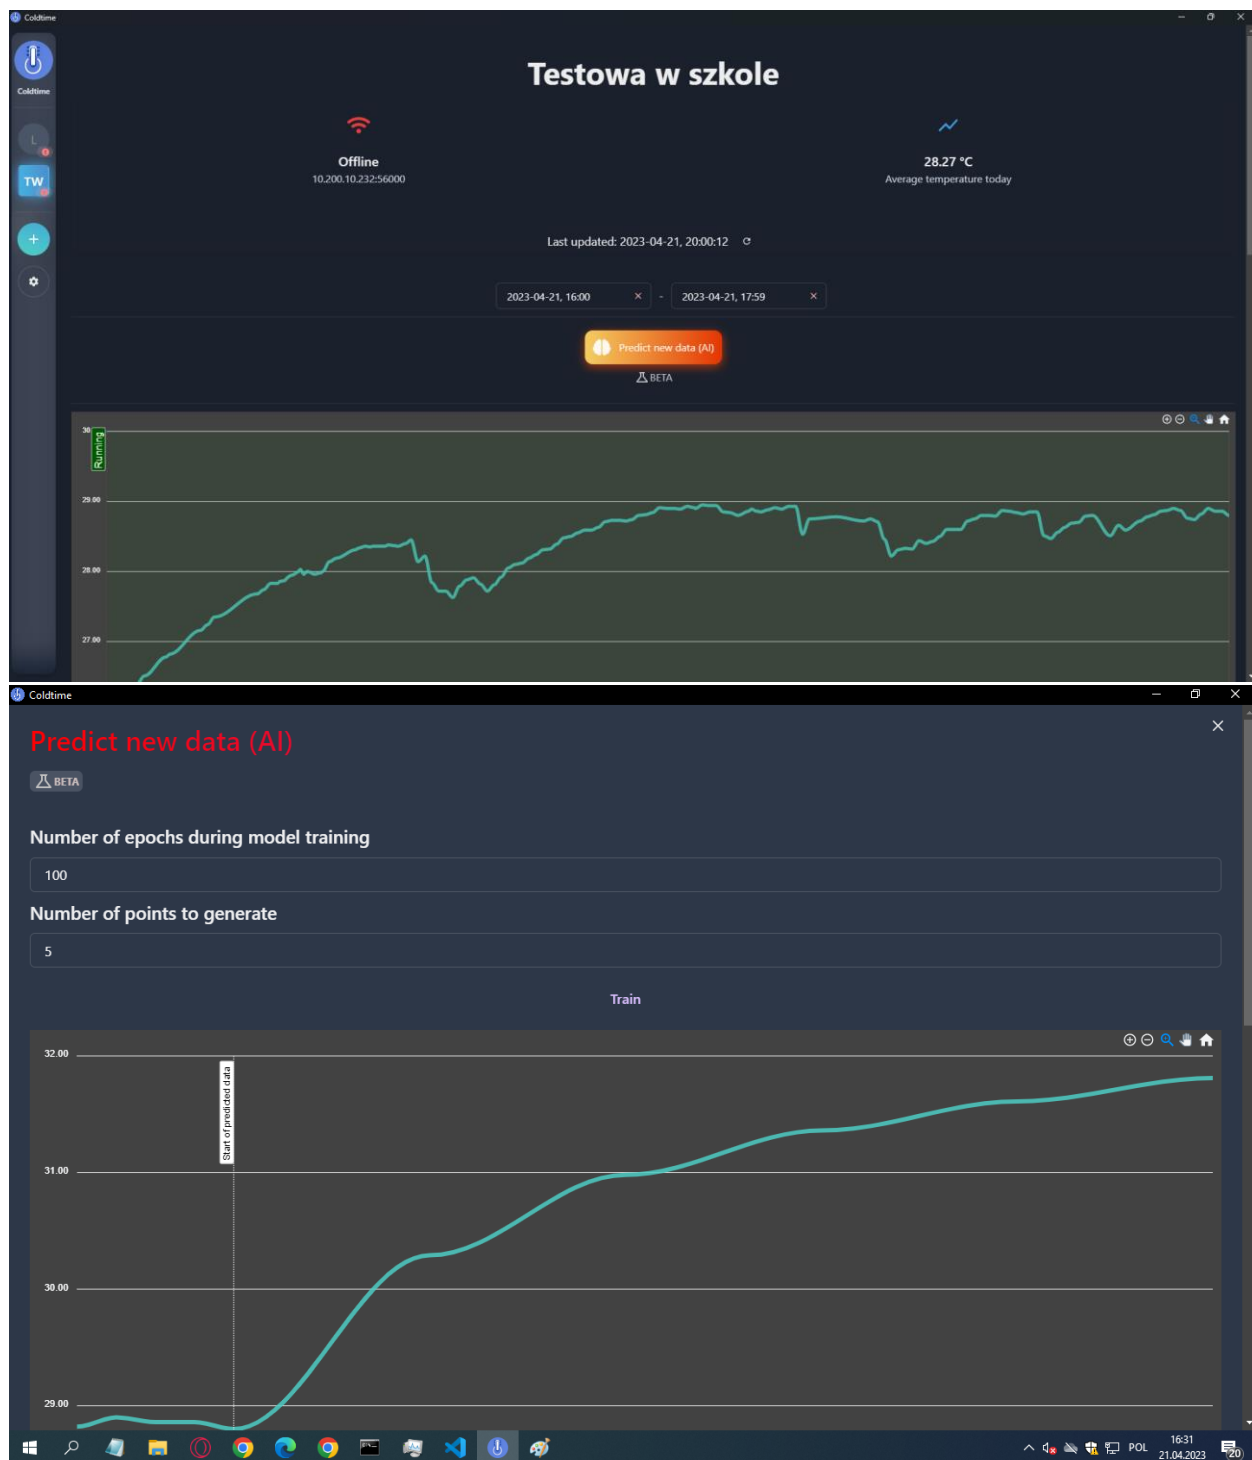 Coldtime
Coldtime
L
TW
Testowa w szkole
Offline
10.200.10.232:56000
28.27 °C
Average temperature today
Last updated: 2023-04-21, 20:00:12
2023-04-21, 16:00
-
2023-04-21, 17:59
Predict new data (AI)
BETA
30
Running
29.00
28.00
27.00
Coldtime
Predict new data (AI)
BETA
Number of epochs during model training
100
Number of points to generate
5
Train
32.00
Start of predicted data
31.00
30.00
29.00
POL
16:31
21.04.2023
20